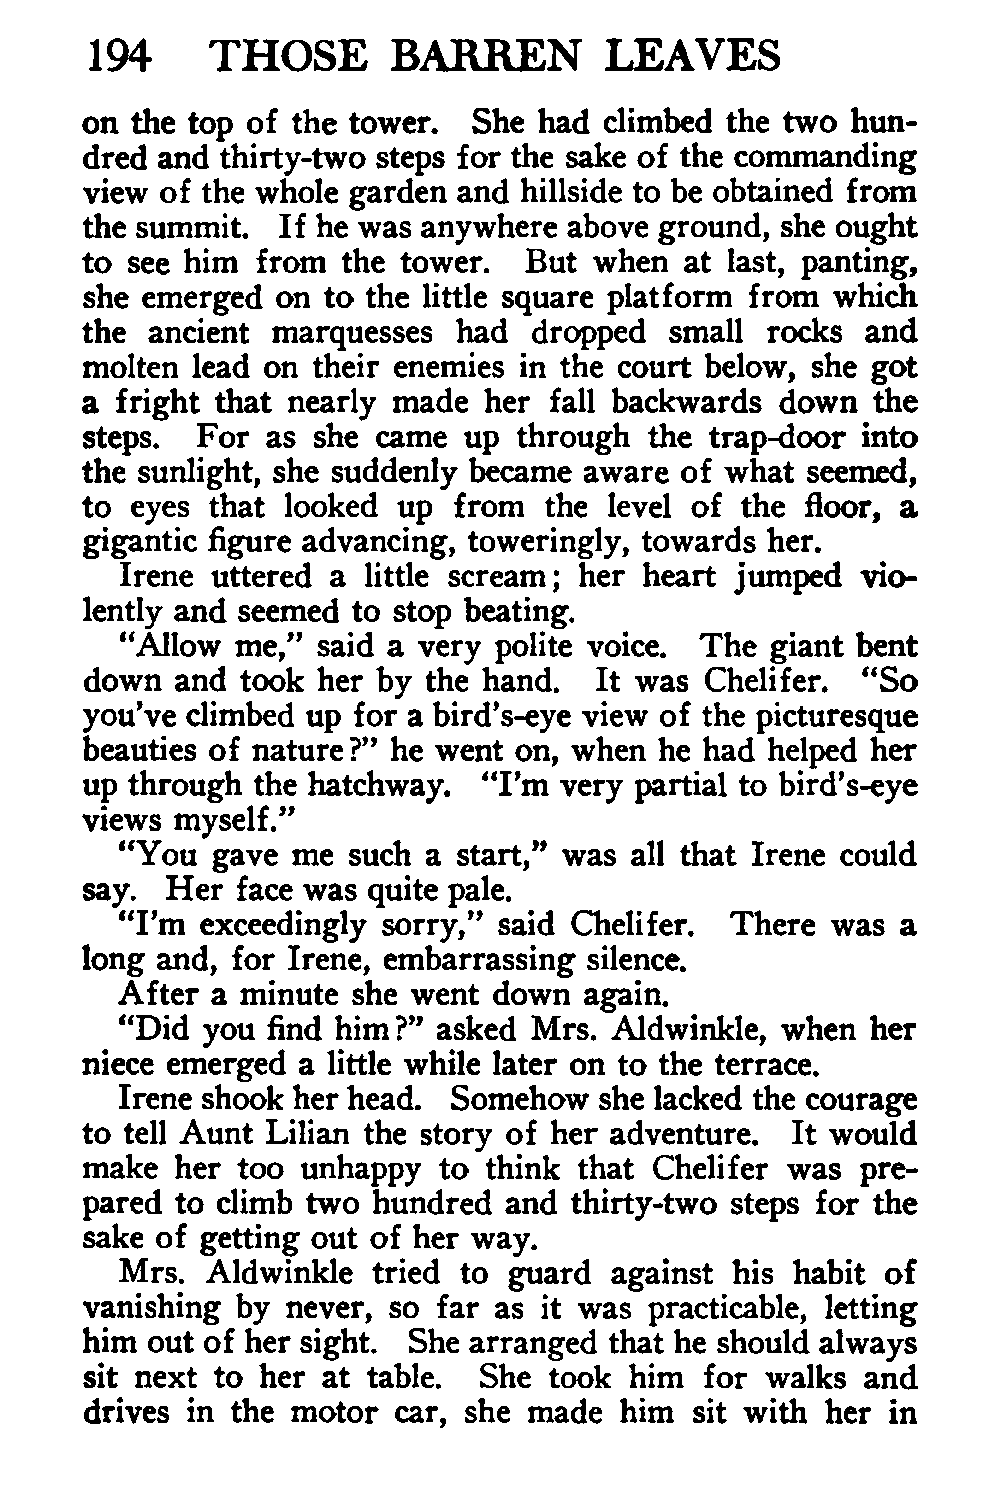 194 THOSE BARREN LEAVES
on the top of the tower. She had climbed the two hun-
dred and thirty-two steps for the sake of the commanding
view of the whole garden and hillside to be obtained from
the summit. If he was anywhere above ground, she ought
to see him from the tower. But when at last, panting,
she emerged on to the little square platform from which
the ancient marquesses had dropped small rocks and
molten lead on their enemies in the court below, she got
a fright that nearly made her fall backwards down the
steps. For as she came up through the trap-door into
the sunlight, she suddenly became aware of what seemed,
to eyes that looked up from the level of the floor, a
gigantic figure advancing, toweringly, towards her.
Irene uttered a little scream; her heart jumped vio-
lently and seemed to stop beating.
“Allow me,” said a very polite voice. The giant bent
down and took her by the hand. It was Chelifer. “So
you’ve climbed up for a bird’s-eye view of the picturesque
beauties of nature?” he went on, when he had helped her
up through the hatchway. “I’m very partial to bird’s-eye
views myself.”
“You gave me such a start,” was all that Irene could
say. Her face was quite pale.
“I’m exceedingly sorry,” said Chelifer. There was a
long and, for Irene, embarrassing silence.
After a minute she went down again.
“Did you find him?” asked Mrs. Aldwinkle, when her
niece emerged a little while later on to the terrace.
Irene shook her head. Somehow she lacked the courage
to tell Aunt Lilian the story of her adventure. It would
make her too unhappy to think that Chelifer was pre-
pared to climb two hundred and thirty-two steps for the
sake of getting out of her way.
Mrs. Aldwinkle tried to guard against his habit of
vanishing by never, so far as it was practicable, letting
him out of her sight. She arranged that he should always
sit next to her at table. She took him for walks and
drives in the motor car, she made him sit with her in